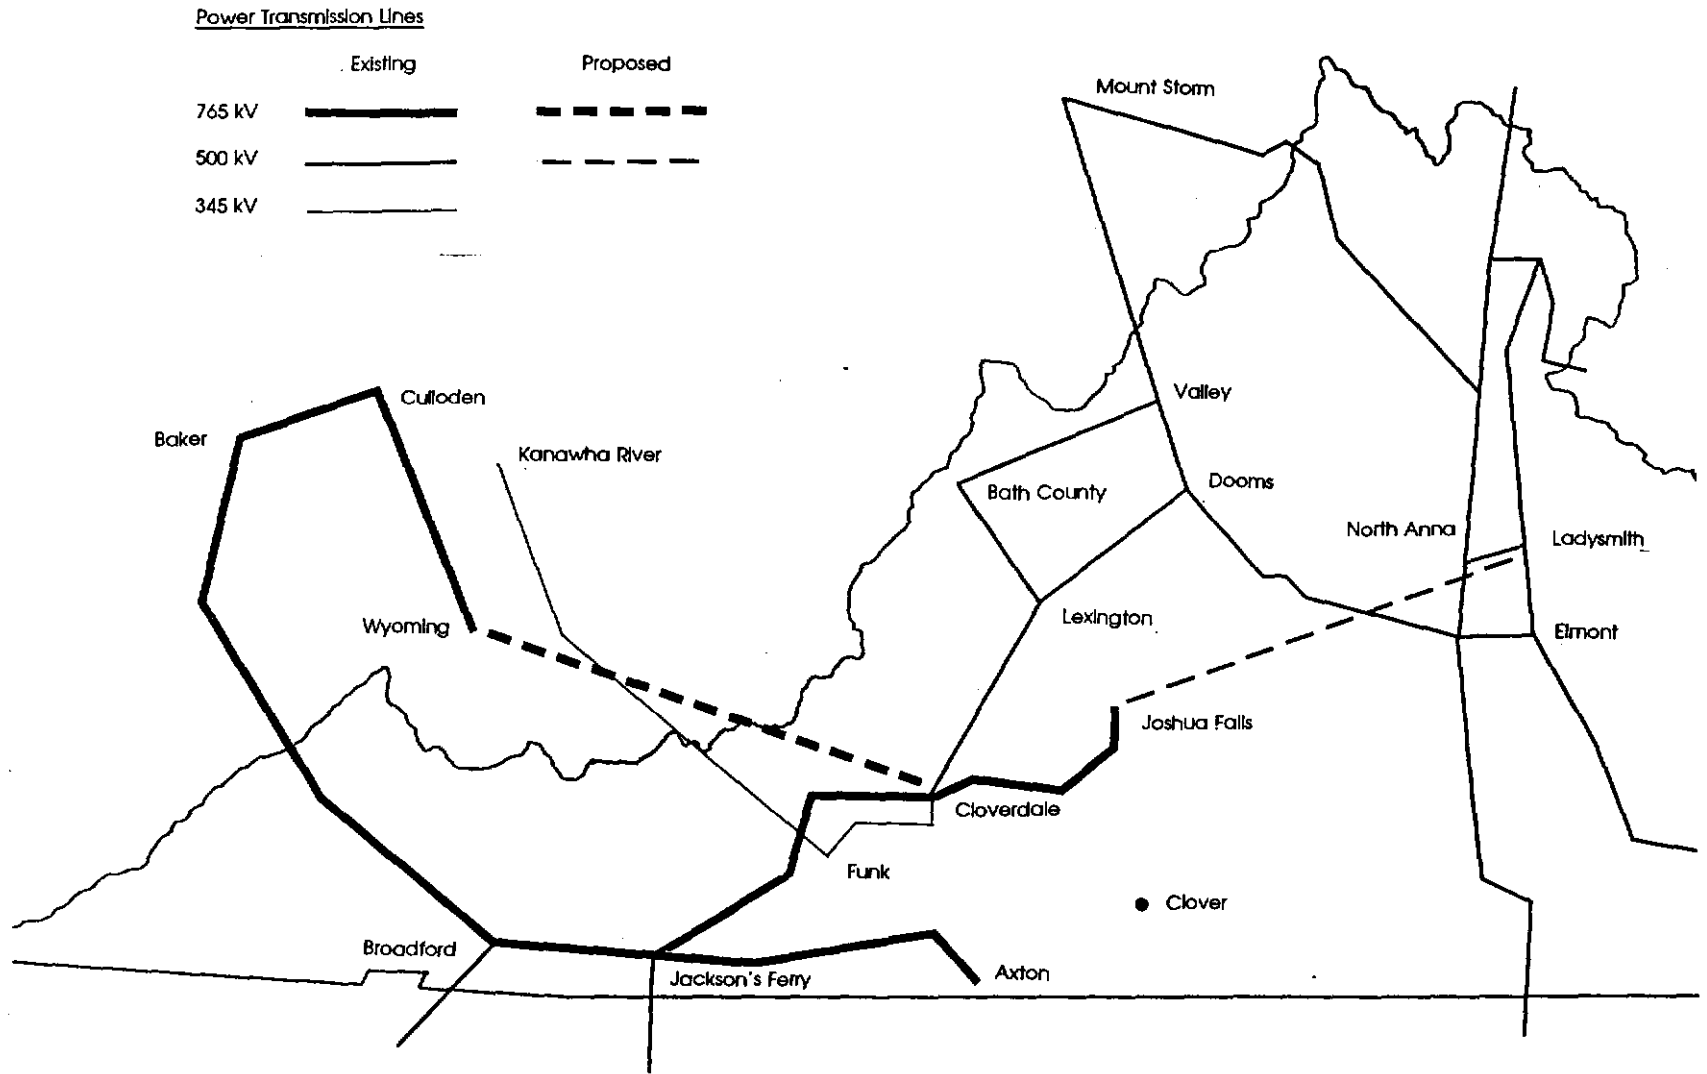 Power Transmission Lines
Existing Proposed
765 kV
500 kV
345 kV
Mount Storm
Culloden
Baker
Kanawha River
Valley
Bath County
Dooms
North Anna
Ladysmith
Wyoming
Lexington
Elmont
Joshua Falls
Cloverdale
Funk
Clover
Broadford
Jackson's Ferry
Axton